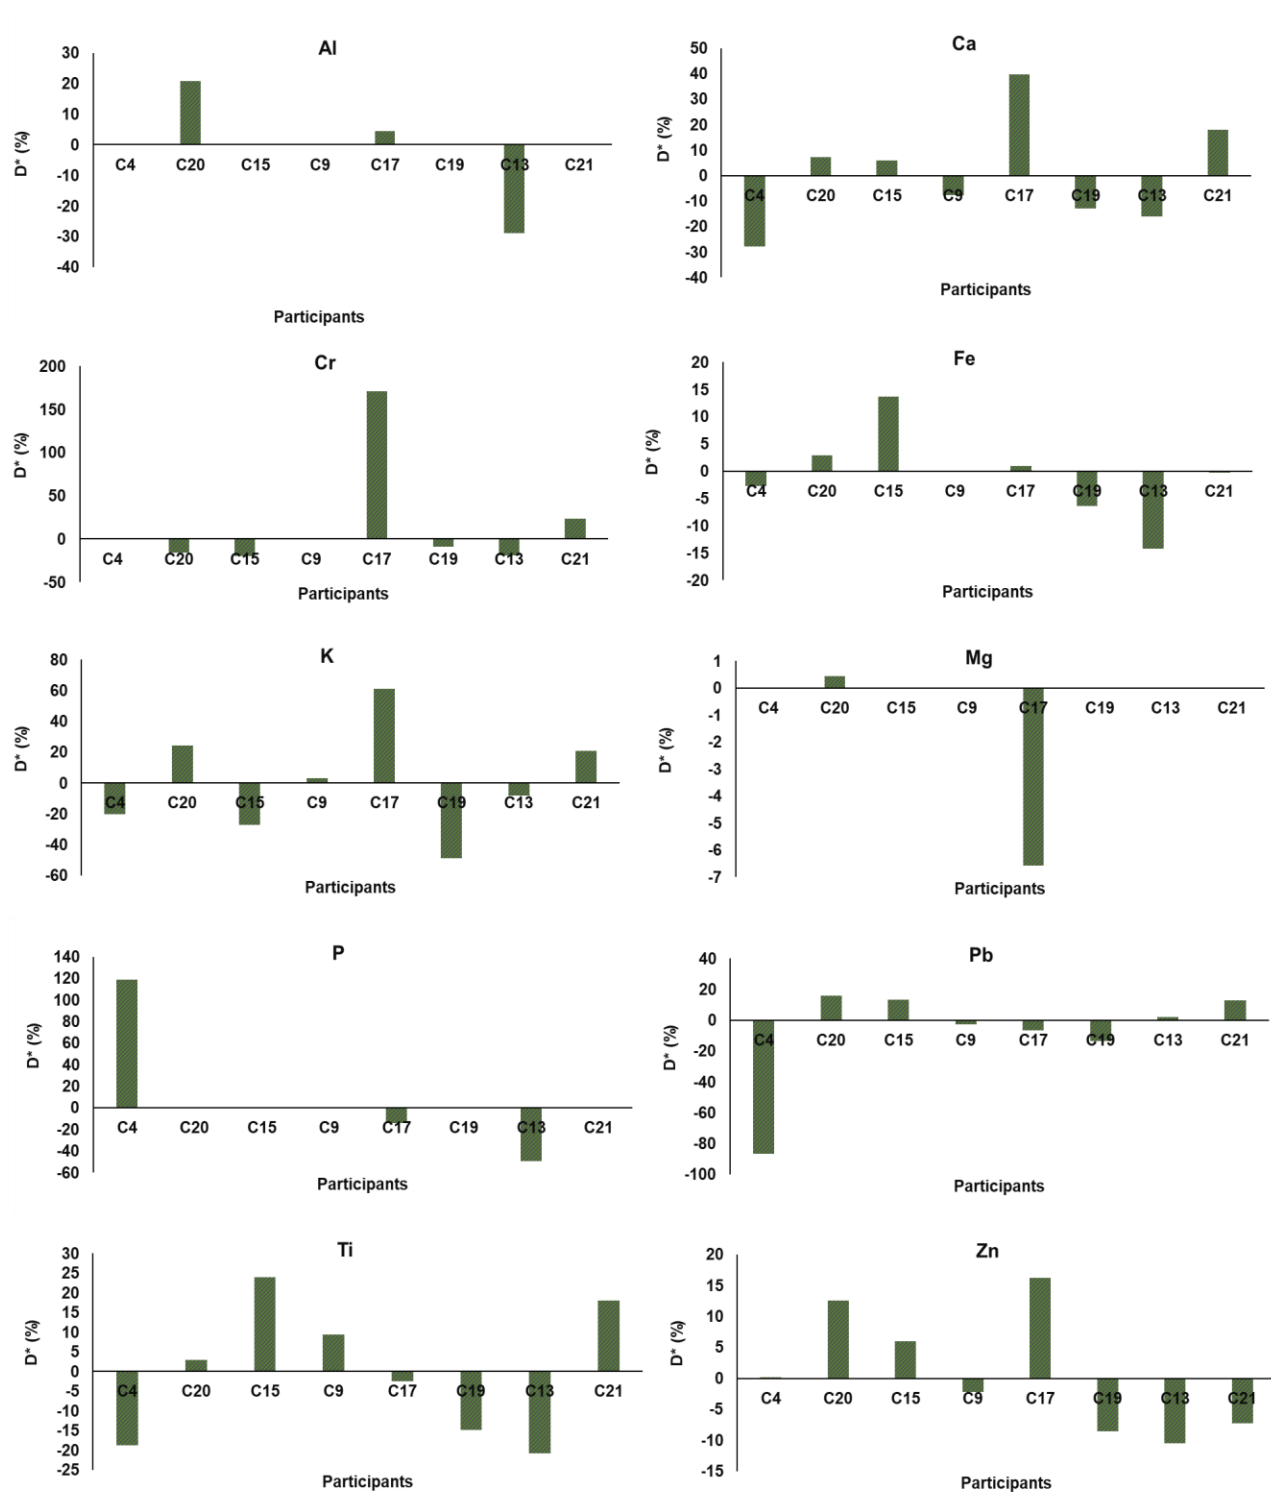 Al
30
20
10
0
-10
-20
-30
-40
D* (%)
C4 C20 C15 C9 C17 C19 C13 C21
Participants
Ca
50
40
30
20
10
0
-10
-20
-30
-40
D* (%)
C4 C20 C15 C9 C17 C19 C13 C21
Participants
Cr
200
150
100
50
0
-50
D* (%)
C4 C20 C15 C9 C17 C19 C13 C21
Participants
Fe
20
15
10
5
0
-5
-10
-15
-20
D* (%)
C4 C20 C15 C9 C17 C19 C13 C21
Participants
K
80
60
40
20
0
-20
-40
-60
D* (%)
C4 C20 C15 C9 C17 C19 C13 C21
Participants
Mg
1
0
-1
-2
-3
-4
-5
-6
-7
D* (%)
C4 C20 C15 C9 C17 C19 C13 C21
Participants
P
140
120
100
80
60
40
20
0
-20
-40
-60
D* (%)
C4 C20 C15 C9 C17 C19 C13 C21
Participants
Pb
40
20
0
-20
-40
-60
-80
-100
D* (%)
C4 C20 C15 C9 C17 C19 C13 C21
Participants
Ti
30
25
20
15
10
5
0
-5
-10
-15
-20
-25
D* (%)
C4 C20 C15 C9 C17 C19 C13 C21
Participants
Zn
20
15
10
5
0
-5
-10
-15
D* (%)
C4 C20 C15 C9 C17 C19 C13 C21
Participants